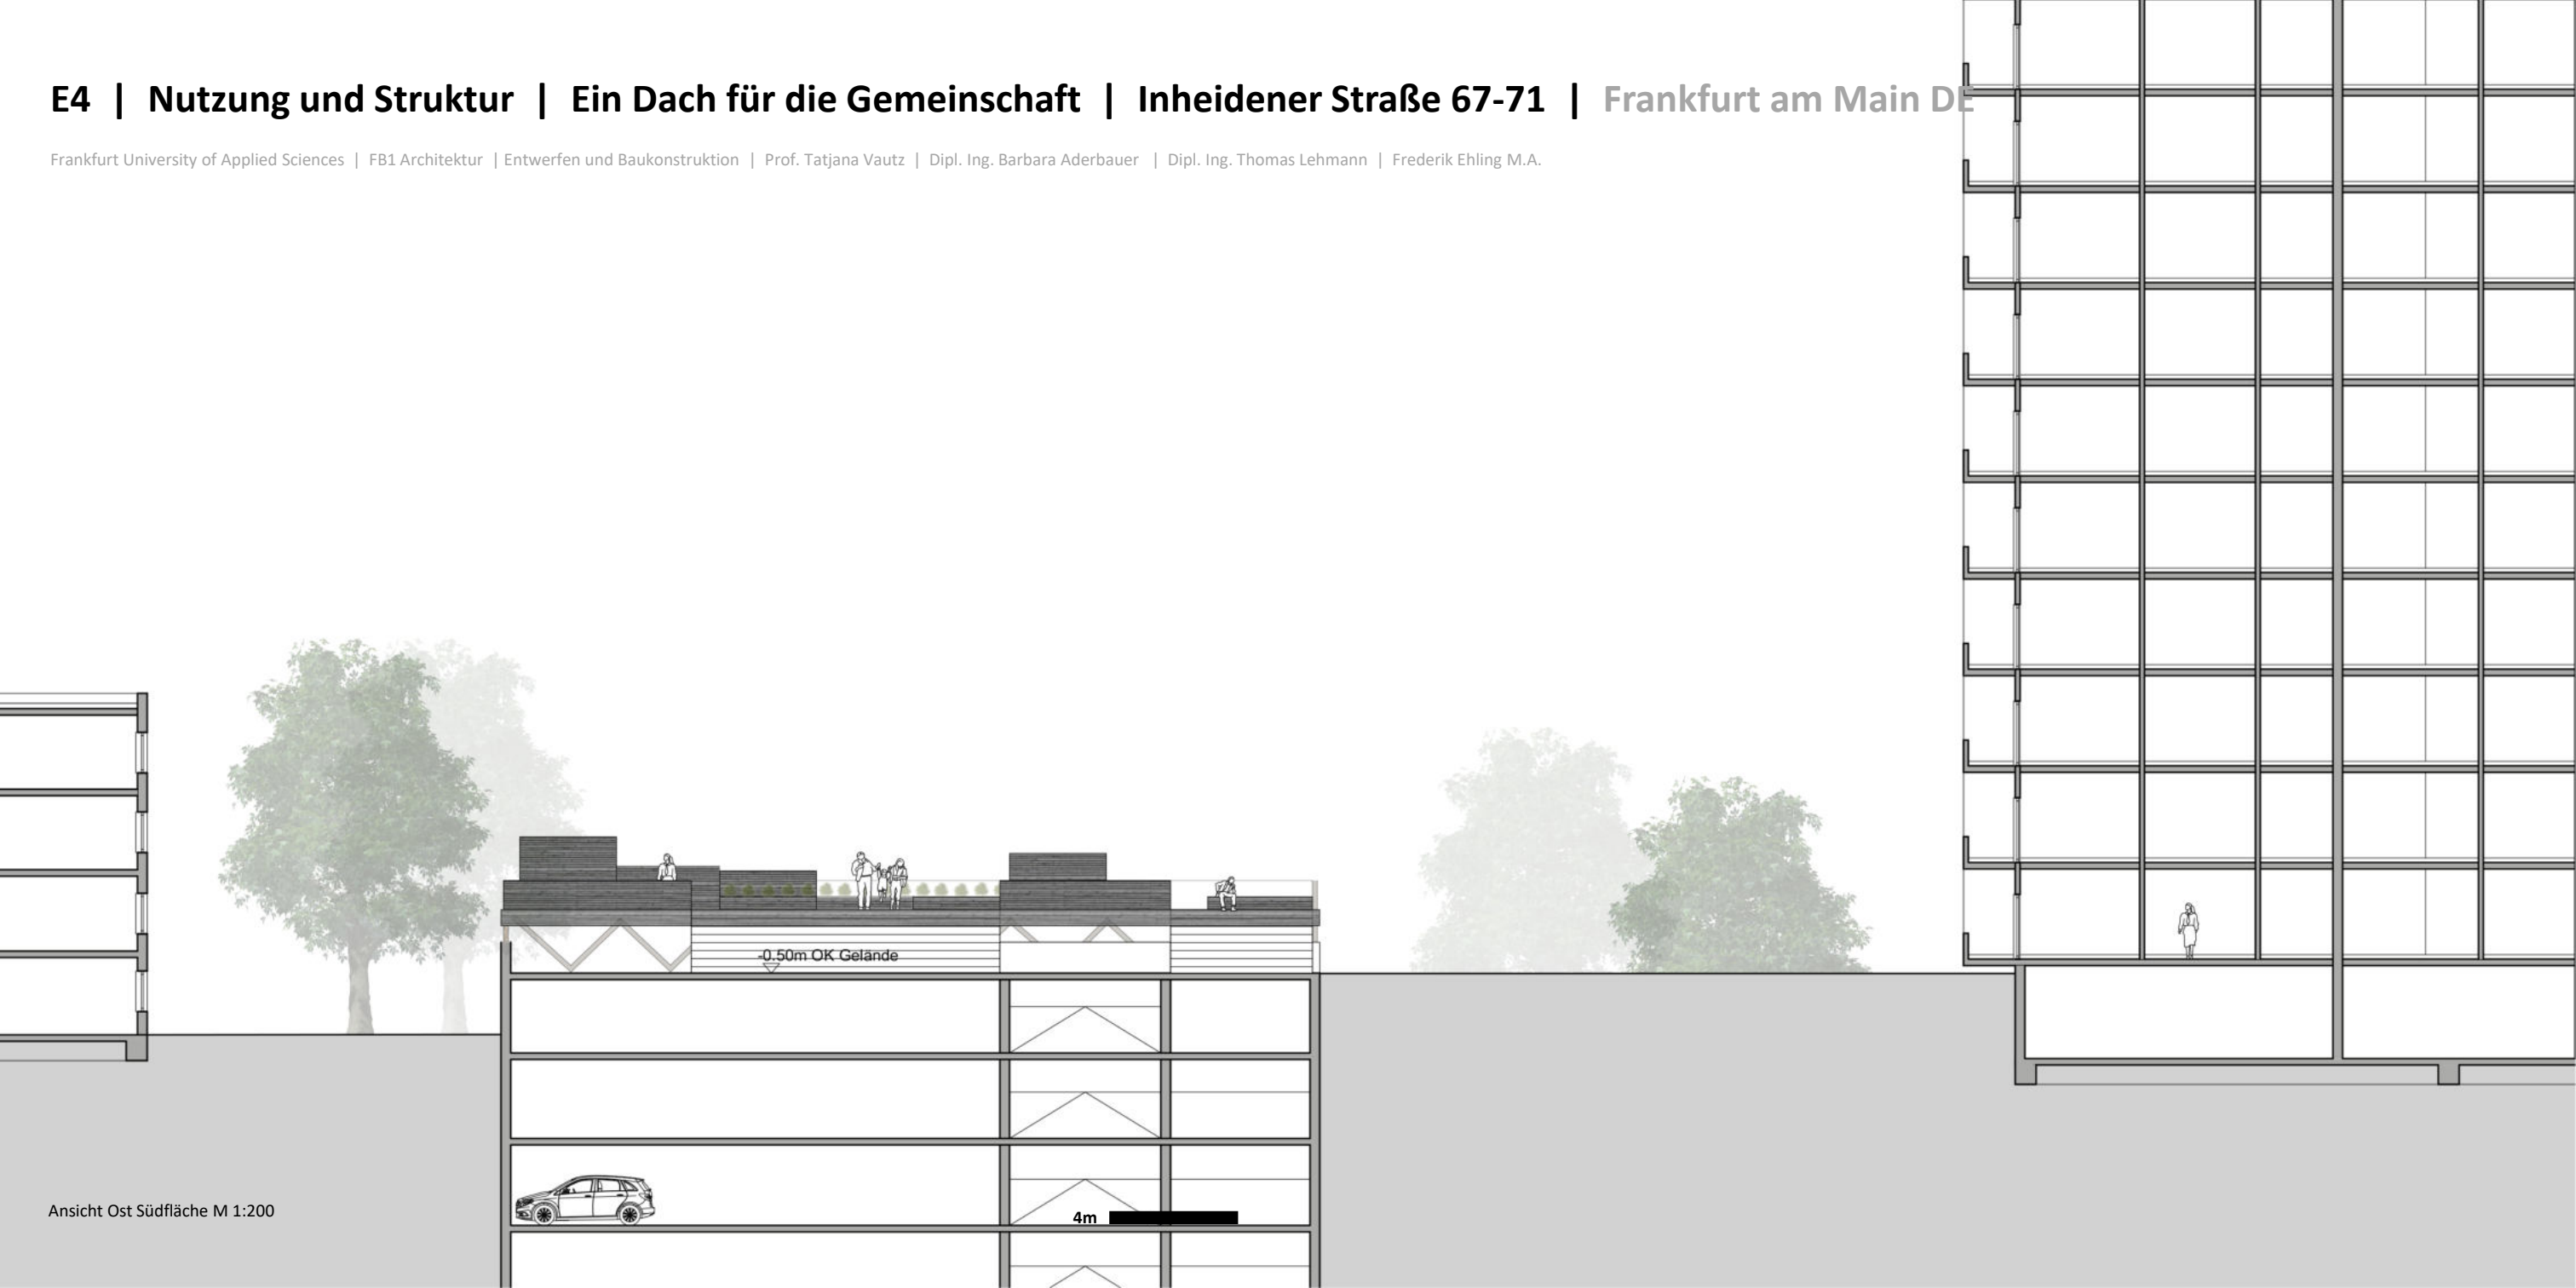 E4 | Nutzung und Struktur | Ein Dach für die Gemeinschaft | Inheidener Straße 67-71 | Frankfurt am Main DE
Frankfurt University of Applied Sciences | FB1 Architektur | Entwerfen und Baukonstruktion | Prof. Tatjana Vautz | Dipl. Ing. Barbara Aderbauer | Dipl. Ing. Thomas Lehmann | Frederik Ehling M.A.
-0.50m OK Gelände
Ansicht Ost Südfläche M 1:200
4m